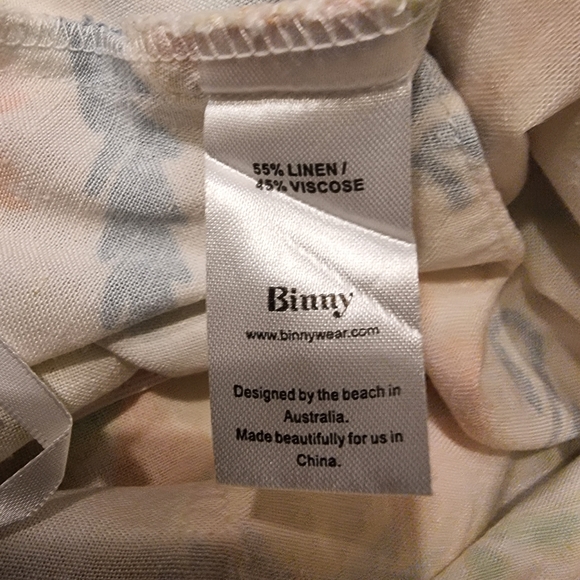 55% LINEN /
45% VISCOSE
Binny
www.binnywear.com
Designed by the beach in
Australia.
Made beautifully for us in
China.